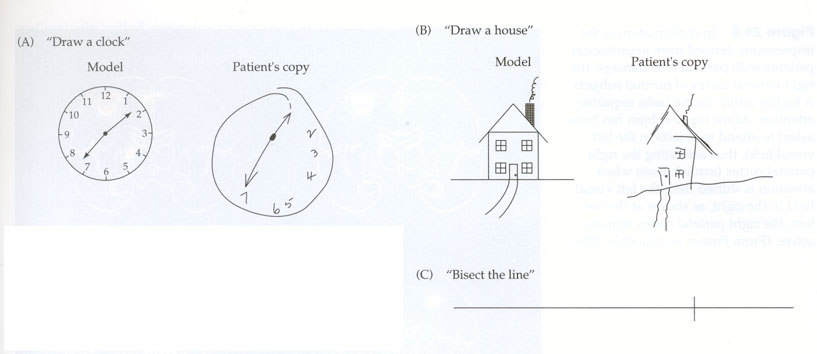 (A) "Draw a clock"
Model
12
11 1
10 2
9 3
8 4
7 5
6
Patient's copy
2
3
4
7 6 5
(B) "Draw a house"
Model
Patient's copy
(C) "Bisect the line"